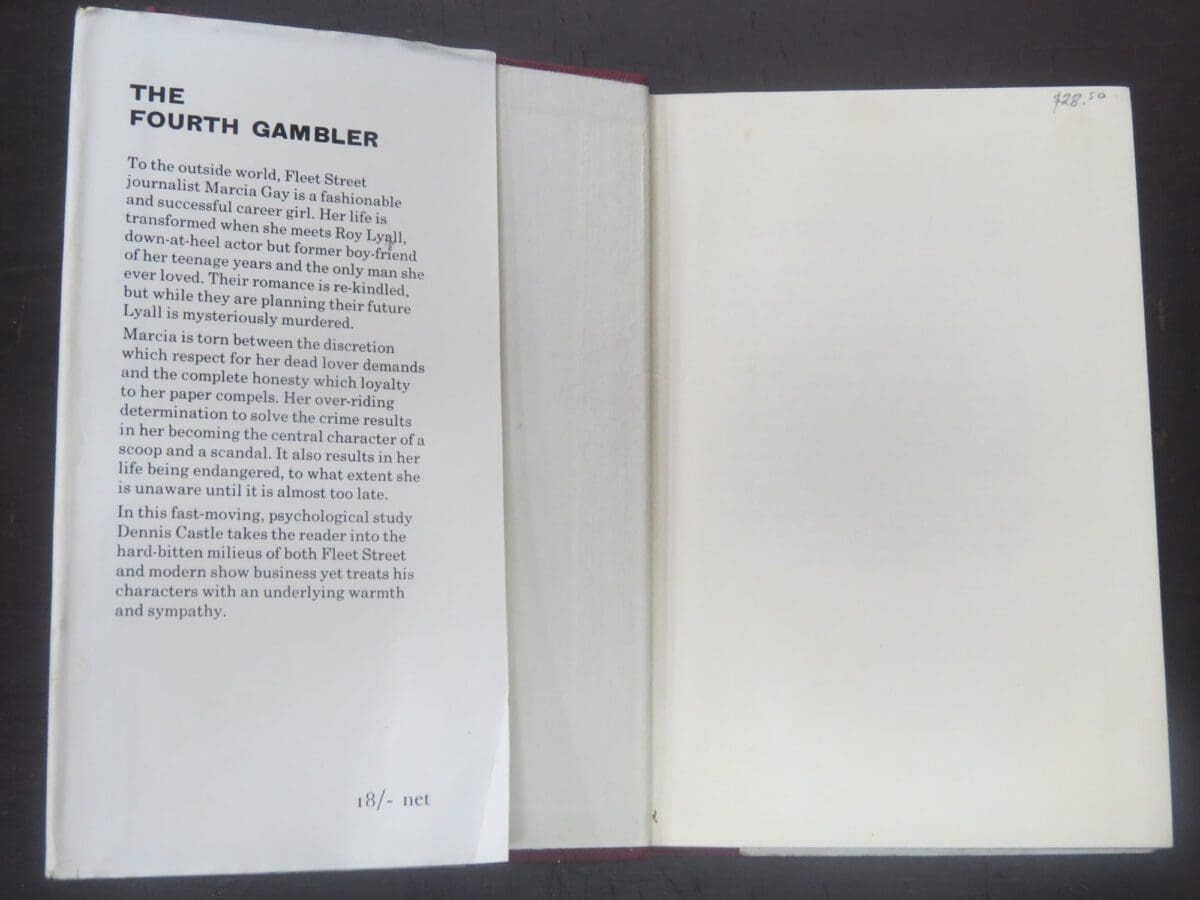 THE
FOURTH GAMBLER
To the outside world, Fleet Street
journalist Marcia Gay is a fashionable
and successful career girl. Her life is
transformed when she meets Roy Lyall,
down-at-heel actor but former boy-friend
of her teenage years and the only man she
ever loved. Their romance is re-kindled,
but while they are planning their future
Lyall is mysteriously murdered.
Marcia is torn between the discretion
which respect for her dead lover demands
and the complete honesty which loyalty
to her paper compels. Her over-riding
determination to solve the crime results
in her becoming the central character of a
scoop and a scandal. It also results in her
life being endangered, to what extent she
is unaware until it is almost too late.
In this fast-moving, psychological study
Dennis Castle takes the reader into the
hard-bitten milieus of both Fleet Street
and modern show business yet treats his
characters with an underlying warmth
and sympathy.
18/- net
$28.50